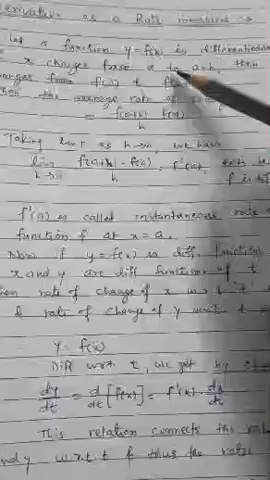 as a Rate measure :-
Let a function y = f(x) is differentiable
x changes from a to a+h, then
changes from f(a) to
then the average rate of
= f(a+h) - f(a) / h
Taking limit as h→0, we have
lim h→0 f(a+h) - f(a) / h = f'(a),
f'(a) is called instantaneous rate
function f at x = a.
Now if y = f(x) is diff. function
x and y are diff functions of t
then rate of change of x w.r.t 't'
& rate of change of y w.r.t
y = f(x)
Diff w.r.t t, we get by
dy/dt = d/dt [f(x)] = f'(x) · dx/dt
This relation connects the
and y w.r.t t & thus the rates